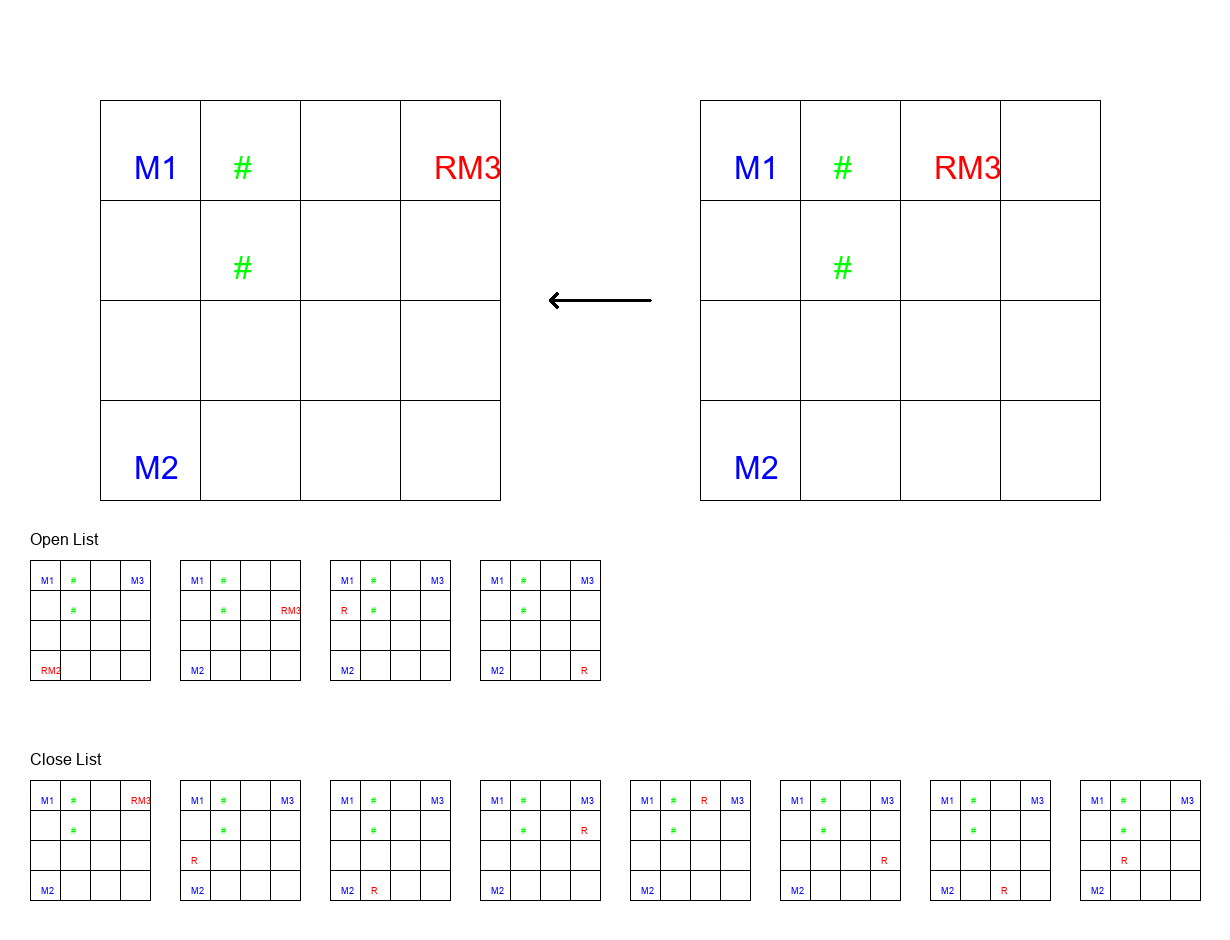 M1 # RM3 M1 # RM3
# #
M2 M2
Open List
M1 # M3 M1 # M1 # M3 M1 # M3
# # RM3 R # #
RM2 M2 M2 M2 R
Close List
M1 # RM3 M1 # M3 M1 # M3 M1 # M3 M1 # R M3 M1 # M3 M1 # M3 M1 # M3
# # # # R # # # #
R R R
M2 M2 M2 R M2 M2 M2 M2 R M2